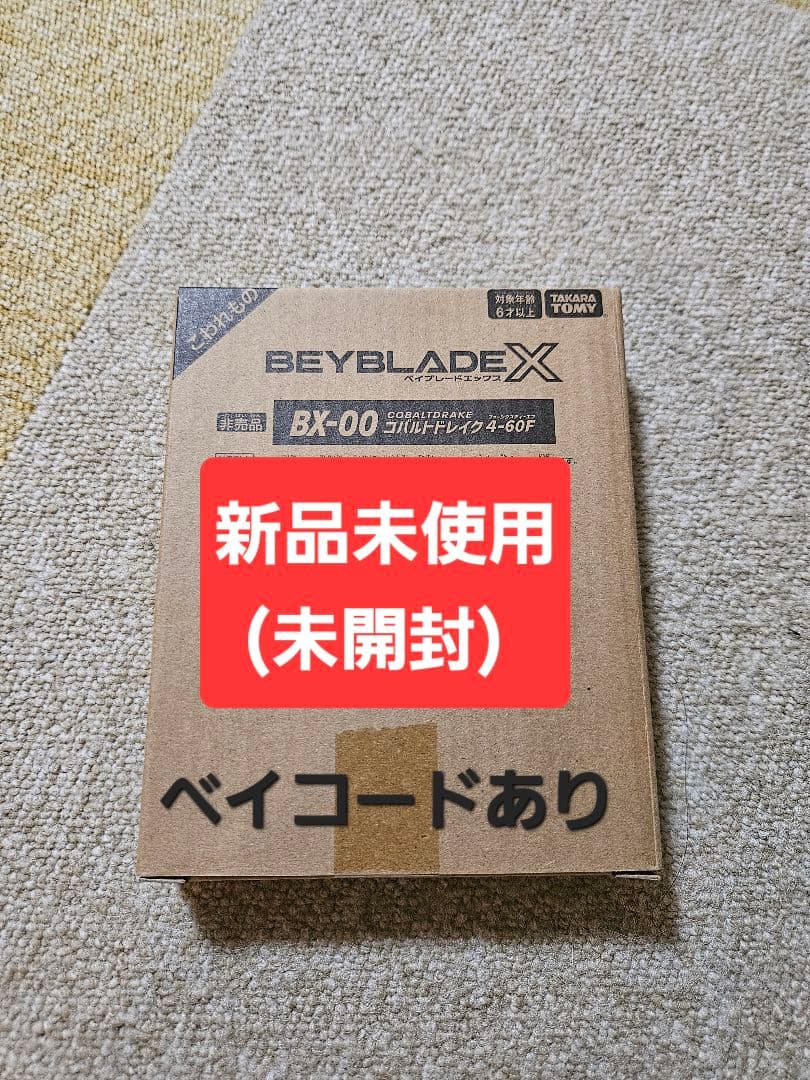 こわれもの
対象年齢
6才以上
TAKARA
TOMY
BEYBLADE X
ベイブレードエックス
非売品
BX-00
COBALTDRAKE
コバルトドレイク 4-60F
新品未使用
(未開封)
ベイコードあり